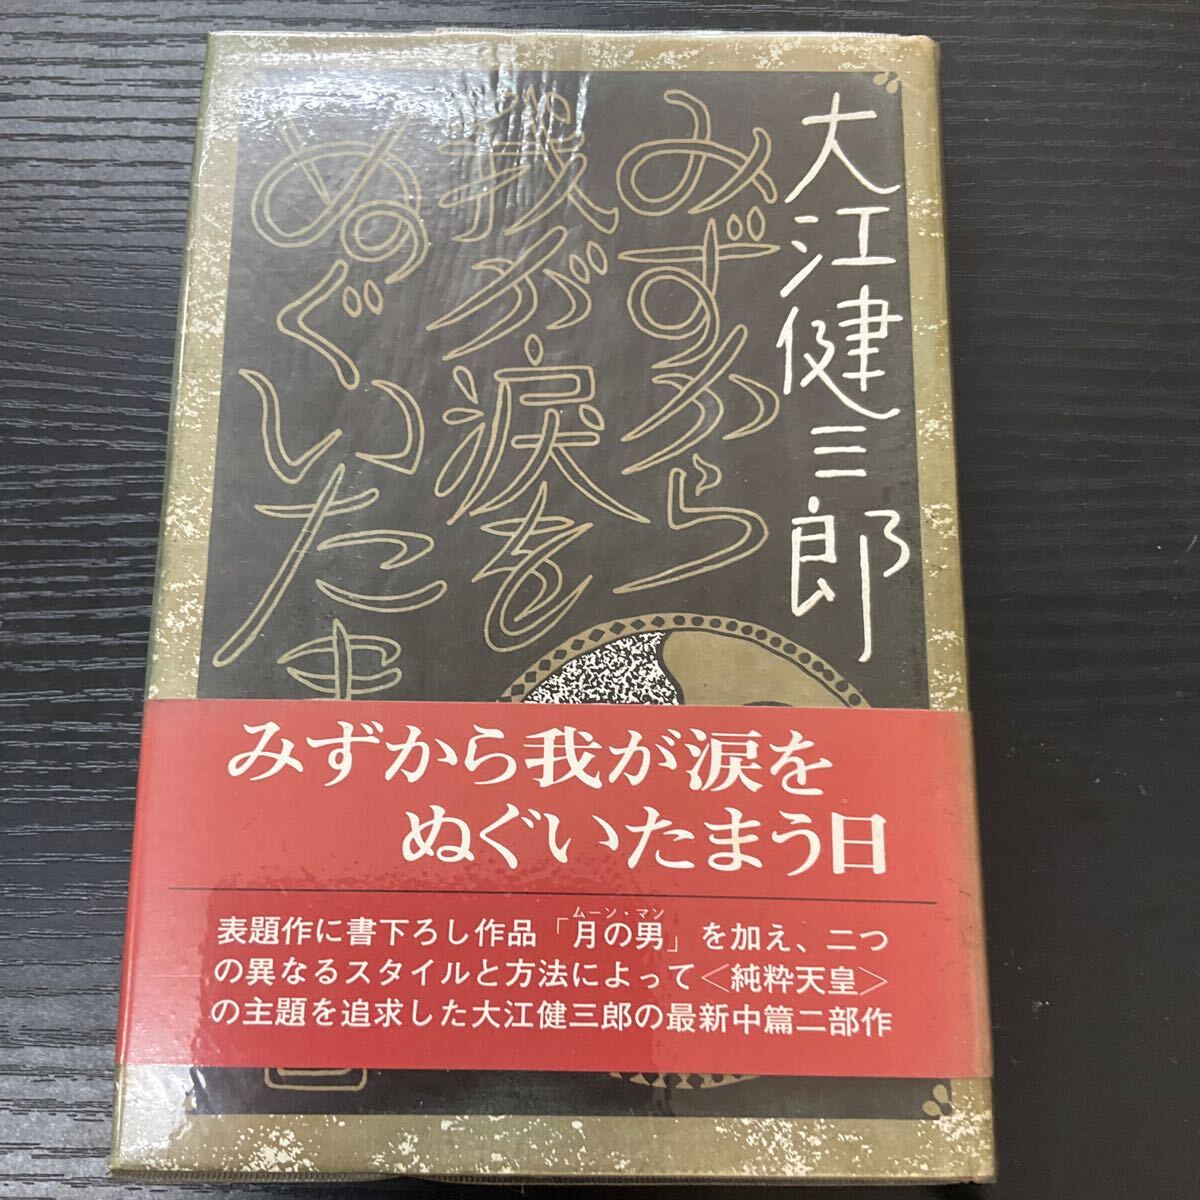 大江健三郎
みずから
我が涙を
ぬぐいたま
みずから我が涙を
ぬぐいたまう日
表題作に書下ろし作品「月の男」を加え、二つ
ムーン・マン
の異なるスタイルと方法によって＜純粋天皇＞
の主題を追求した大江健三郎の最新中篇二部作